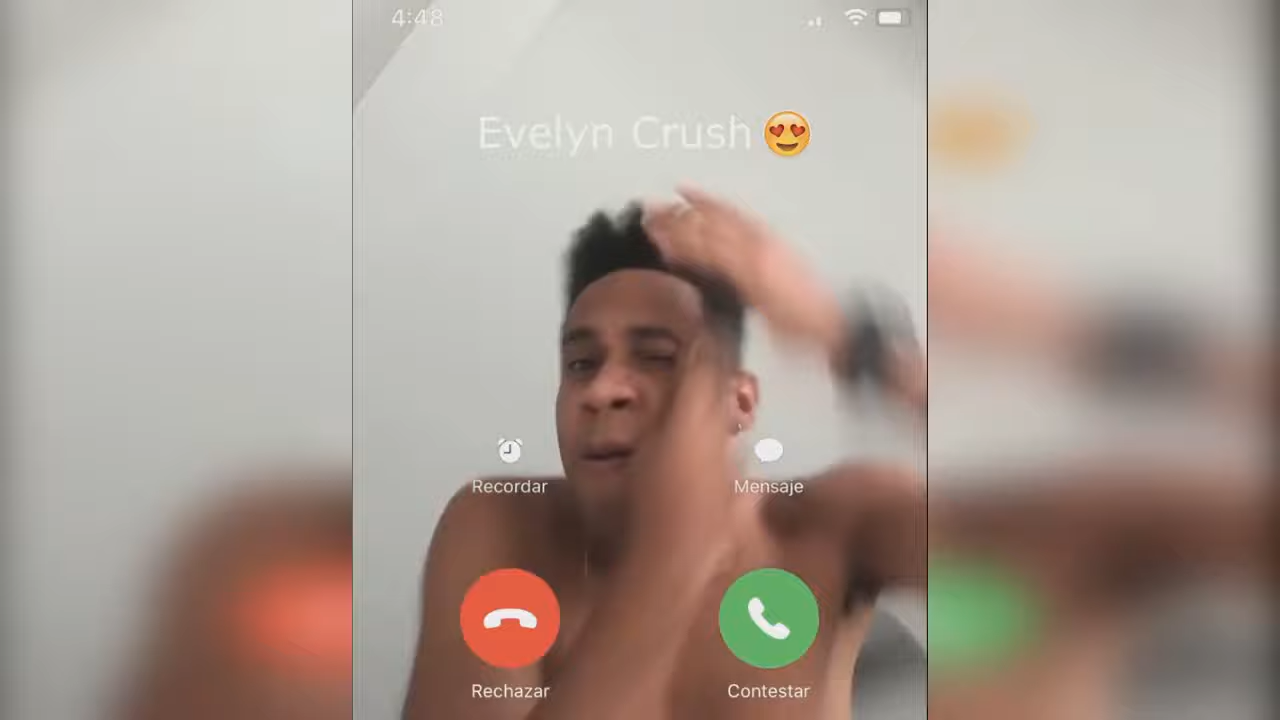 4:48
Evelyn Crush 😍
Recordar
Mensaje
Rechazar
Contestar